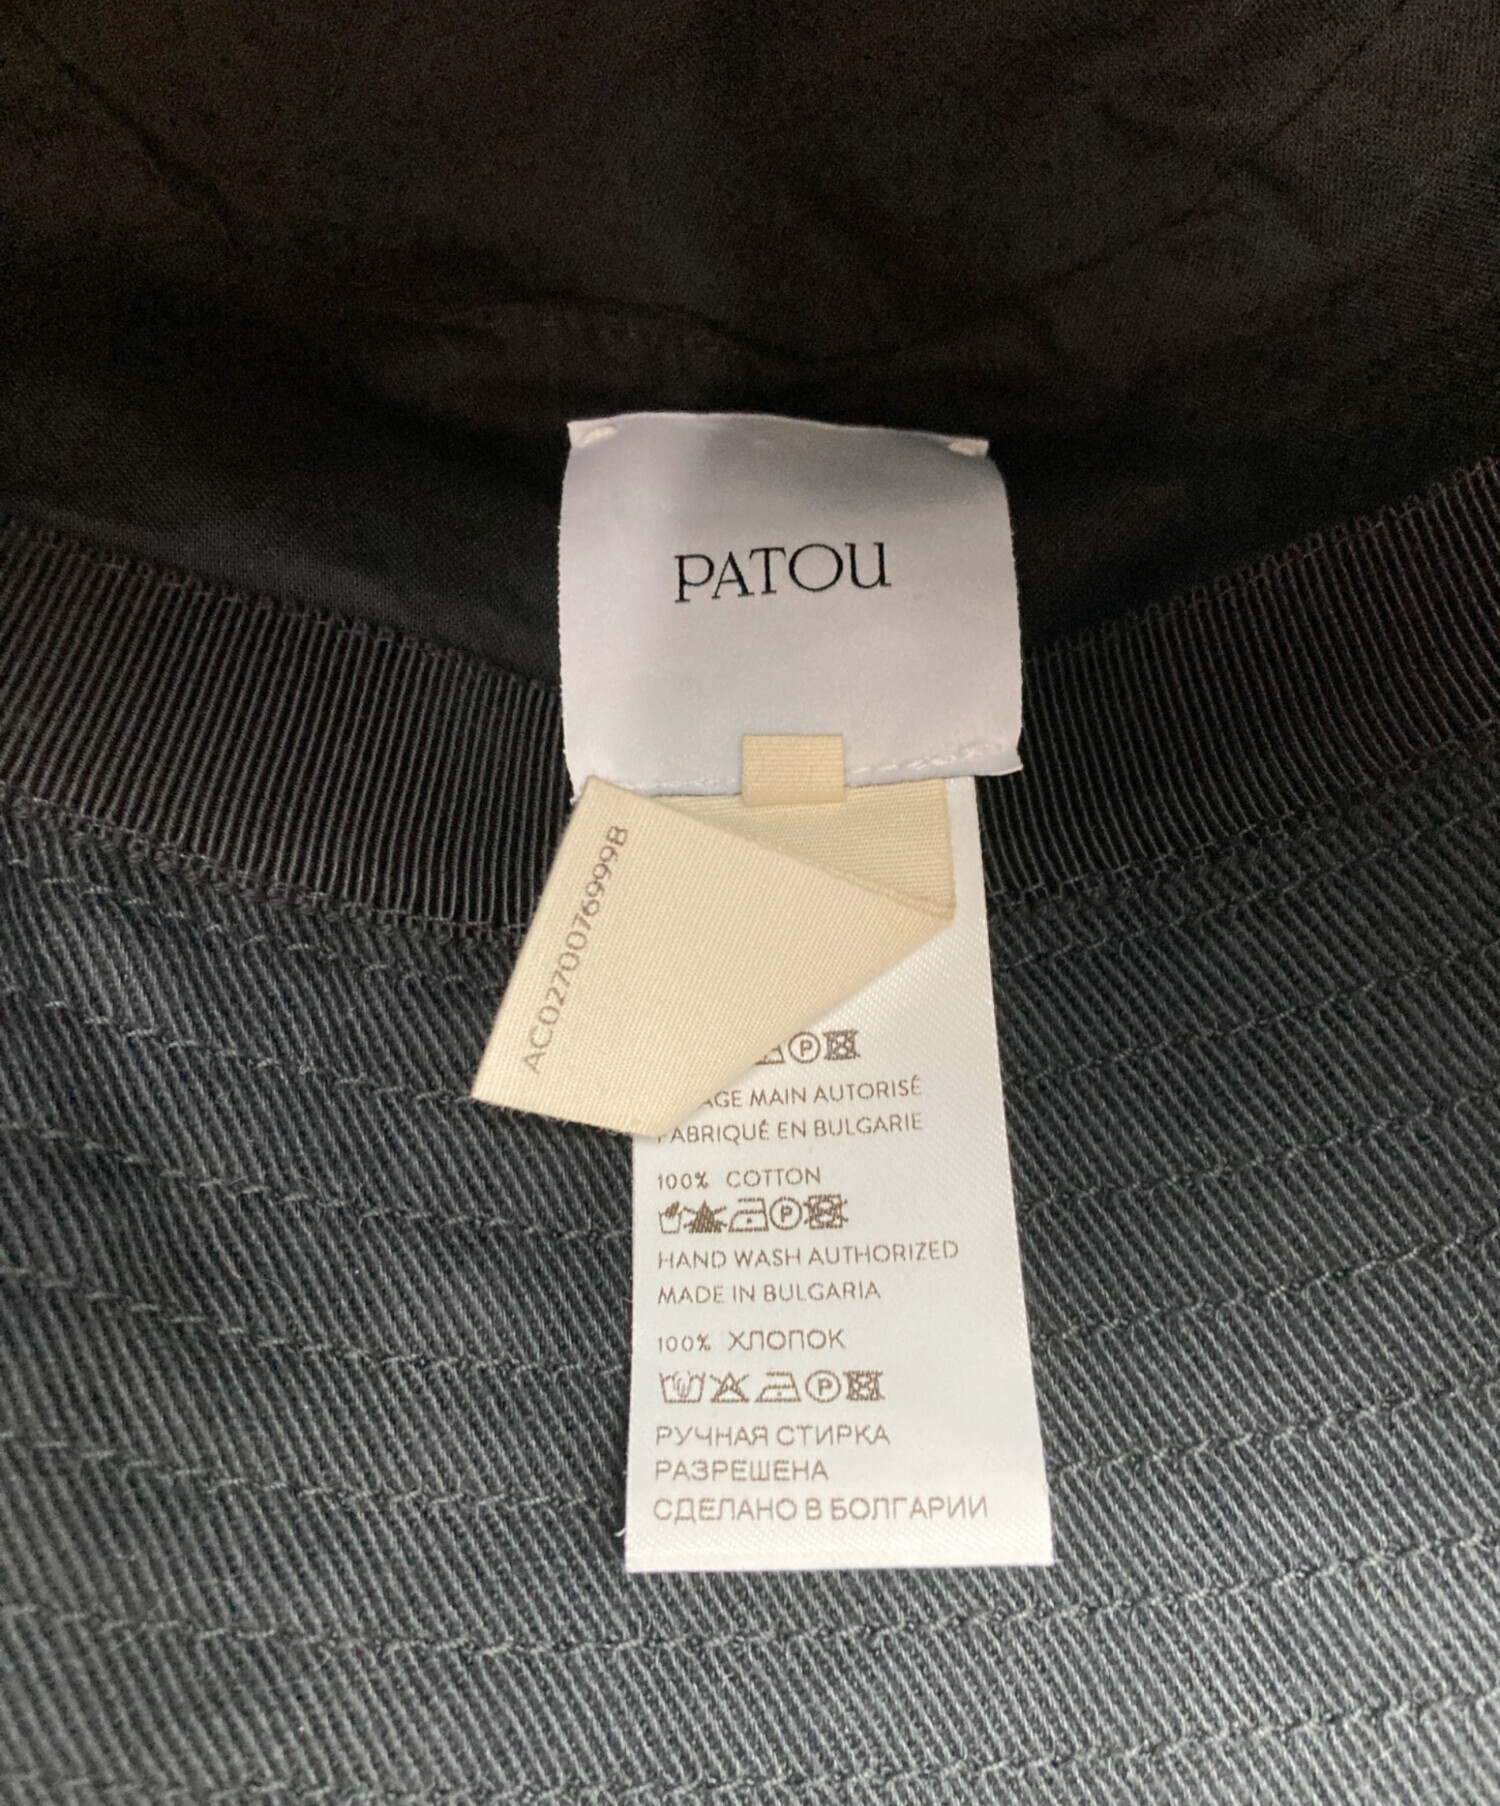 PATOU
AC0270076999B
MAIN AUTORISÉ
FABRIQUÉ EN BULGARIE
100% COTTON
HAND WASH AUTHORIZED
MADE IN BULGARIA
100% ХЛОПОК
РУЧНАЯ СТИРКА
РАЗРЕШЕНА
СДЕЛАНО В БОЛГАРИИ